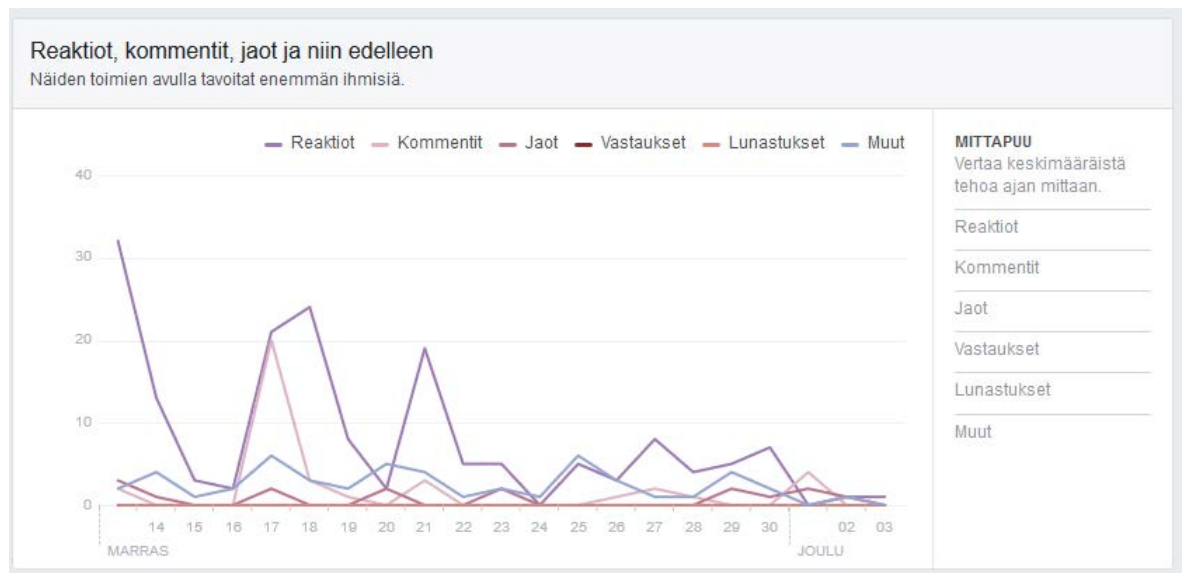 Reaktiot, kommentit, jaot ja niin edelleen
Näiden toimien avulla tavoitat enemmän ihmisiä.
Reaktiot Kommentit Jaot Vastaukset Lunastukset Muut
40
30
20
10
0
14 15 16 17 18 19 20 21 22 23 24 25 26 27 28 29 30 02 03
MARRAS JOULU
MITTAPUU
Vertaa keskimääräistä
tehoa ajan mittaan.
Reaktiot
Kommentit
Jaot
Vastaukset
Lunastukset
Muut